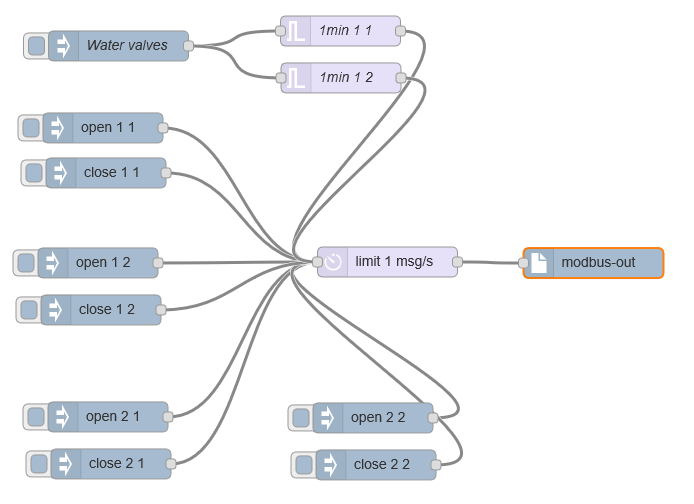 Water valves
1min 1 1
1min 1 2
open 1 1
close 1 1
open 1 2
close 1 2
limit 1 msg/s
modbus-out
open 2 1
close 2 1
open 2 2
close 2 2